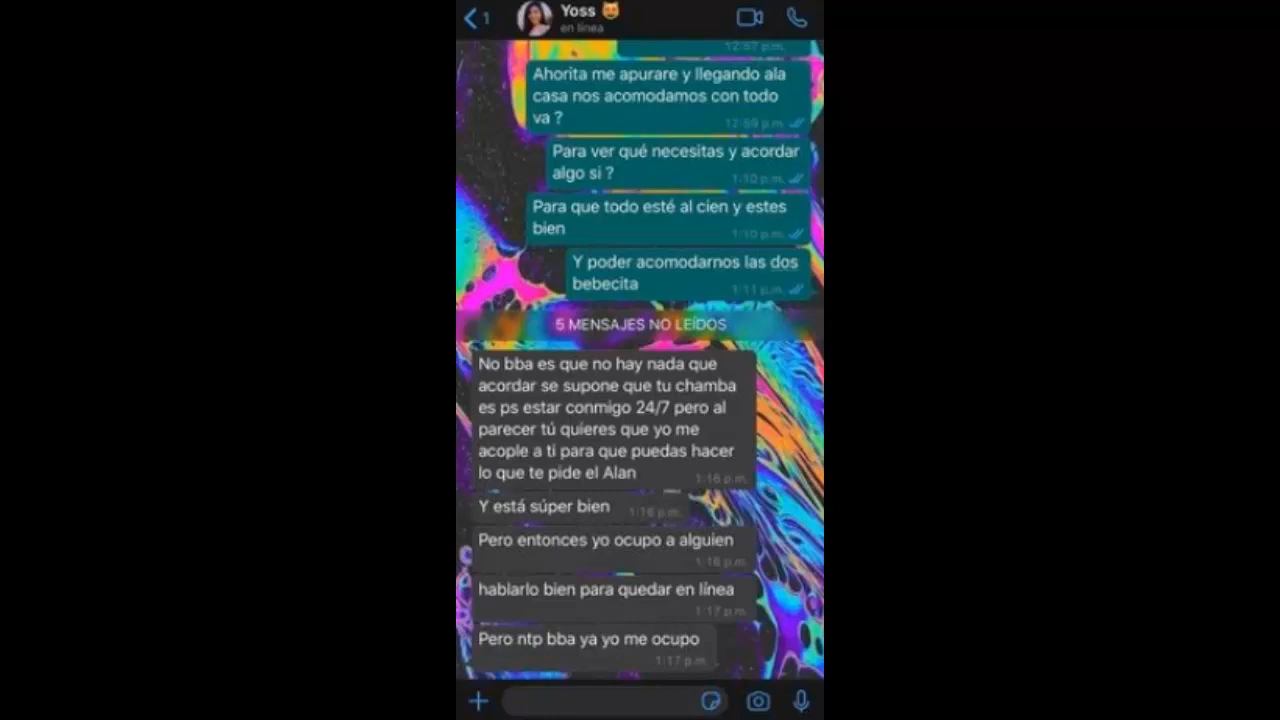 1
Yoss
en línea
12:57 p.m.
Ahorita me apurare y llegando ala
casa nos acomodamos con todo
va ?
12:59 p.m.
Para ver qué necesitas y acordar
algo si ?
1:10 p.m.
Para que todo esté al cien y estes
bien
1:10 p.m.
Y poder acomodarnos las dos
bebecita
1:11 p.m.
5 MENSAJES NO LEÍDOS
No bba es que no hay nada que
acordar se supone que tu chamba
es ps estar conmigo 24/7 pero al
parecer tú quieres que yo me
acople a ti para que puedas hacer
lo que te pide el Alan
1:16 p.m.
Y está súper bien
1:16 p.m.
Pero entonces yo ocupo a alguien
1:16 p.m.
hablarlo bien para quedar en línea
1:17 p.m.
Pero ntp bba ya yo me ocupo
1:17 p.m.